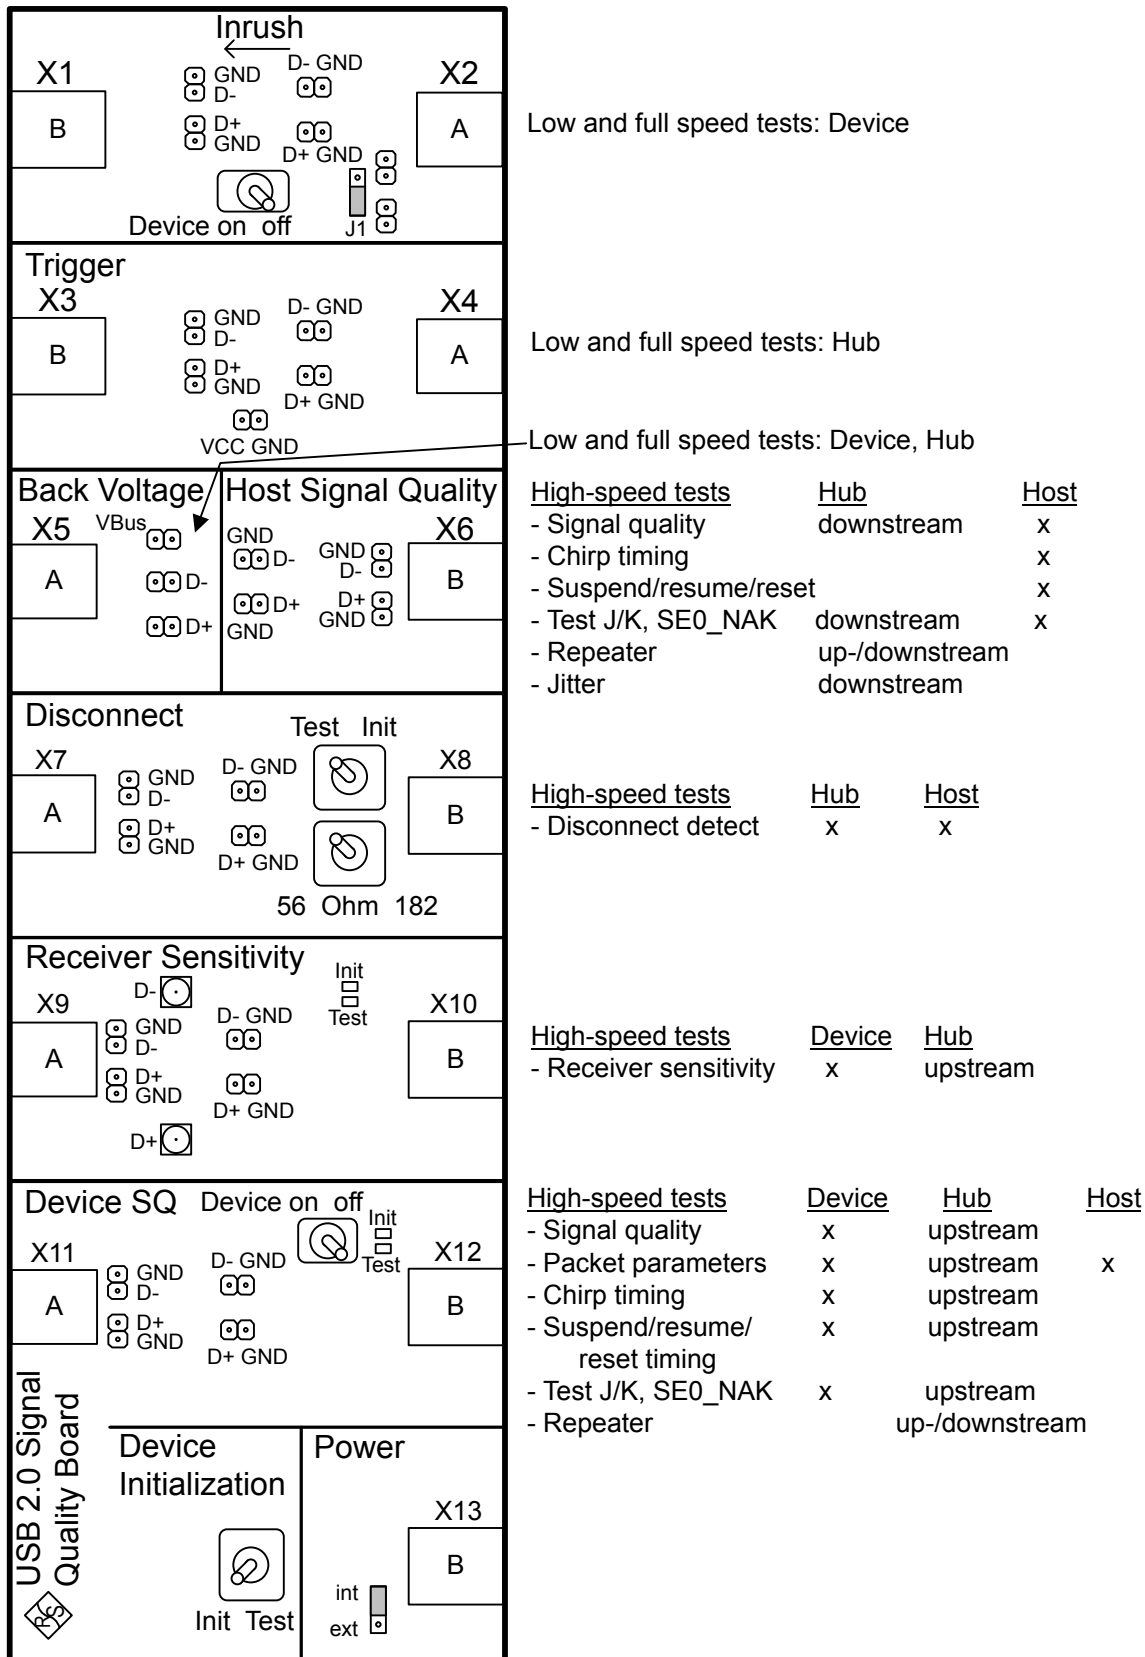 Inrush
X1
GND
D-
D- GND
X2
B
D+
GND
D+ GND
A
Low and full speed tests: Device
Device on off
J1
Trigger
X3
GND
D-
D- GND
X4
B
D+
GND
D+ GND
A
Low and full speed tests: Hub
VCC GND
Low and full speed tests: Device, Hub
Back Voltage
X5
VBus
A
D-
D+
Host Signal Quality
X6
GND
D-
GND
D-
B
D+
GND
D+
GND
High-speed tests Hub Host
- Signal quality downstream x
- Chirp timing x
- Suspend/resume/reset x
- Test J/K, SE0_NAK downstream x
- Repeater up-/downstream
- Jitter downstream
Disconnect
Test Init
X7
GND
D-
D- GND
X8
A
D+
GND
D+ GND
B
56 Ohm 182
High-speed tests Hub Host
- Disconnect detect x x
Receiver Sensitivity
Init
Test
X9
D-
GND
D-
D- GND
X10
A
D+
GND
D+ GND
B
D+
High-speed tests Device Hub
- Receiver sensitivity x upstream
Device SQ
Device on off
Init
Test
X11
GND
D-
D- GND
X12
A
D+
GND
D+ GND
B
High-speed tests Device Hub Host
- Signal quality x upstream
- Packet parameters x upstream x
- Chirp timing x upstream
- Suspend/resume/ x upstream
reset timing
- Test J/K, SE0_NAK x upstream
- Repeater up-/downstream
USB 2.0 Signal
Quality Board
R&S
Device
Initialization
Init Test
Power
X13
B
int
ext